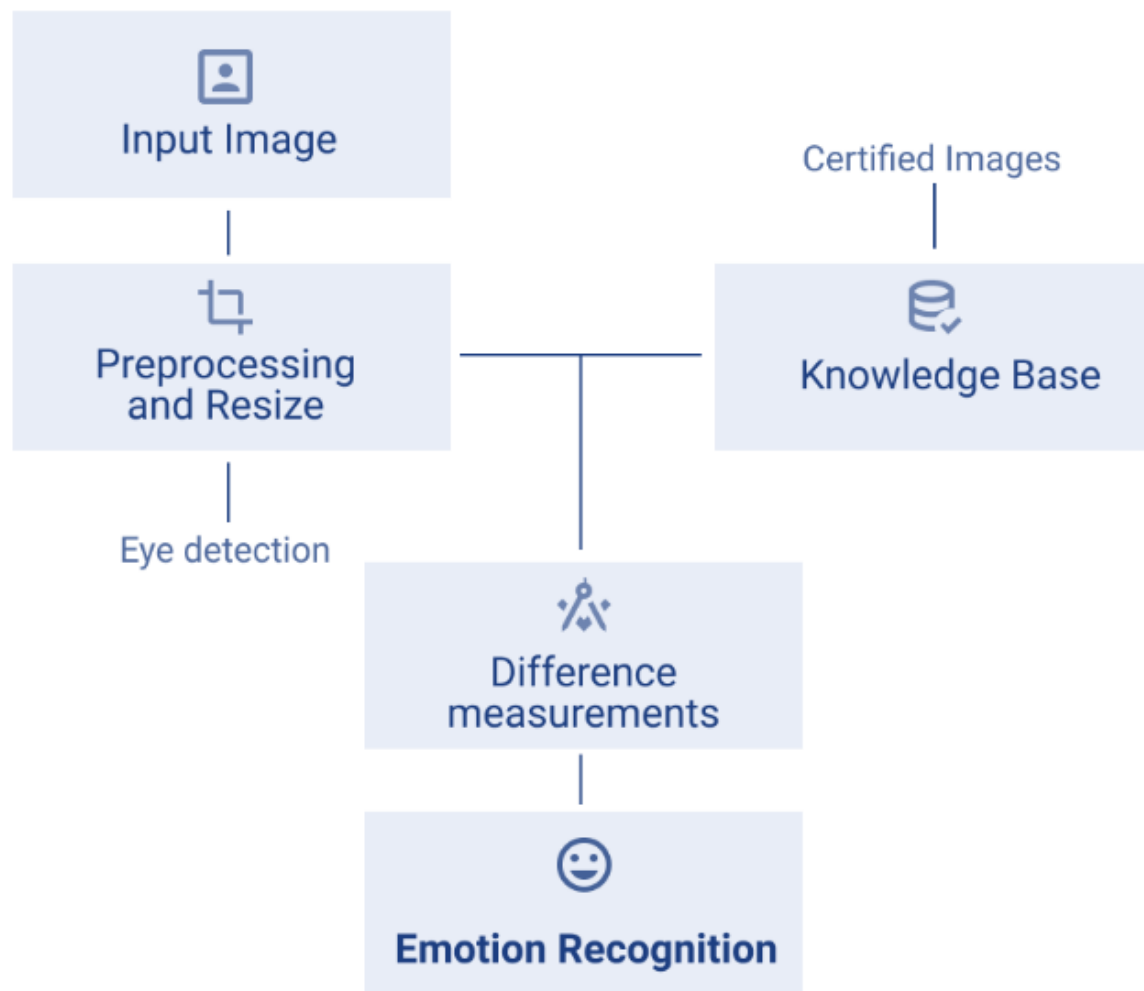 Input Image
Certified Images
Preprocessing
and Resize
Knowledge Base
Eye detection
Difference
measurements
Emotion Recognition